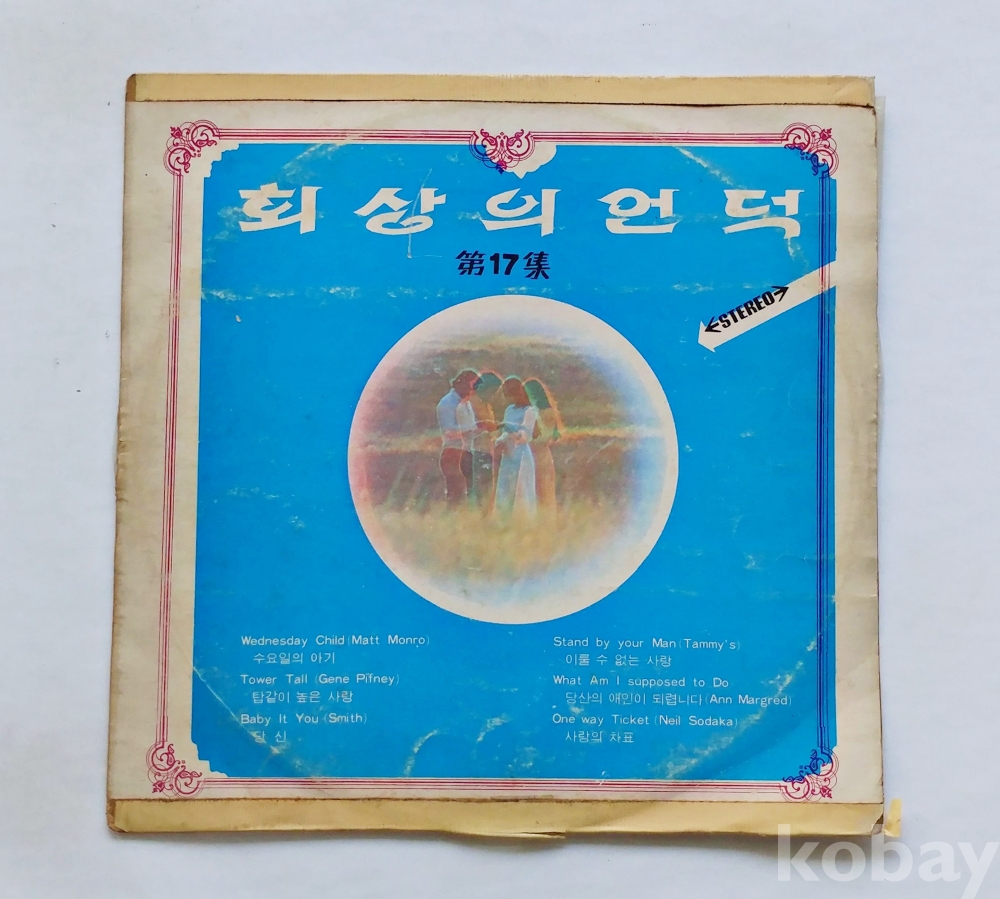 회상의언덕
第17集
STEREO
Wednesday Child (Matt Monro)
수요일의 아기
Tower Tall (Gene Pifney)
탑같이 높은 사랑
Baby It You (Smith)
당 신
Stand by your Man (Tammy's)
이룰 수 없는 사랑
What Am I supposed to Do
당산의 얘인이 되렵니다 (Ann Margred)
One way Ticket (Neil Sodaka)
사랑의 차표
kobay